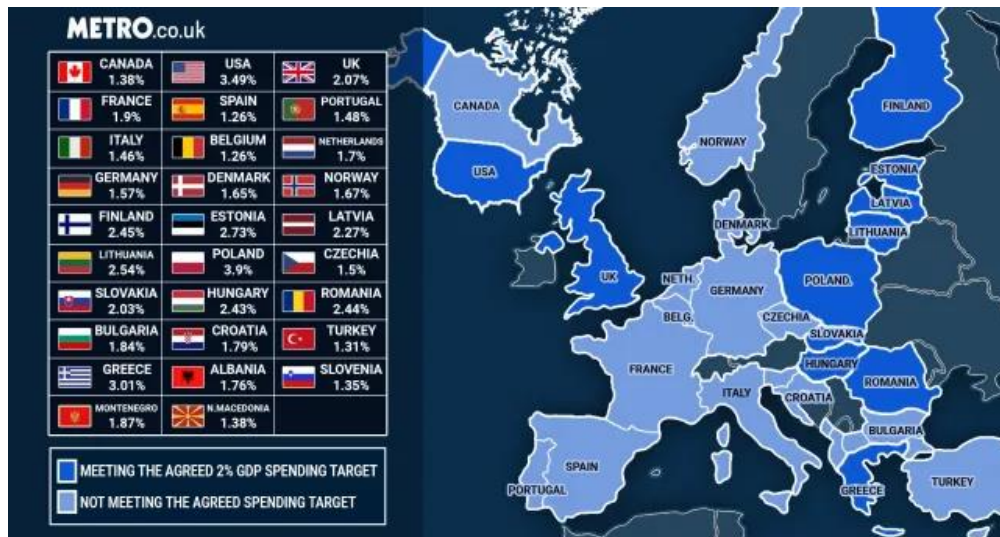 METRO.co.uk
CANADA
1.38%
USA
3.49%
UK
2.07%
FRANCE
1.9%
SPAIN
1.26%
PORTUGAL
1.48%
ITALY
1.46%
BELGIUM
1.26%
NETHERLANDS
1.7%
GERMANY
1.57%
DENMARK
1.65%
NORWAY
1.67%
FINLAND
2.45%
ESTONIA
2.73%
LATVIA
2.27%
LITHUANIA
2.54%
POLAND
3.9%
CZECHIA
1.5%
SLOVAKIA
2.03%
HUNGARY
2.43%
ROMANIA
2.44%
BULGARIA
1.84%
CROATIA
1.79%
TURKEY
1.31%
GREECE
3.01%
ALBANIA
1.76%
SLOVENIA
1.35%
MONTENEGRO
1.87%
N.MACEDONIA
1.38%
MEETING THE AGREED 2% GDP SPENDING TARGET
NOT MEETING THE AGREED SPENDING TARGET
CANADA
USA
FINLAND
NORWAY
ESTONIA
LATVIA
LITHUANIA
DENMARK
UK
NETH.
GERMANY
POLAND.
BELG.
CZECHIA
SLOVAKIA
HUNGARY
FRANCE
ROMANIA
ITALY
CROATIA
BULGARIA
SPAIN
PORTUGAL
GREECE
TURKEY